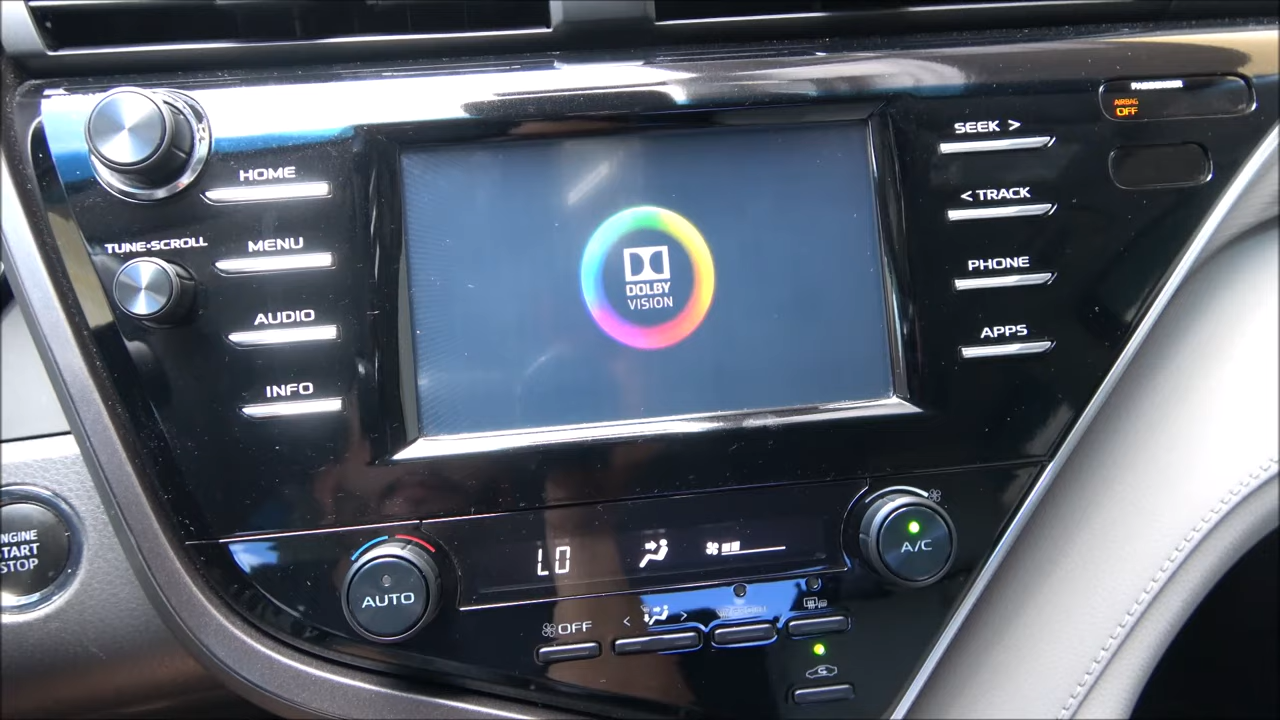 PASSENGER
AIRBAG
OFF
SEEK >
HOME
< TRACK
TUNE•SCROLL
MENU
DOLBY
VISION
PHONE
AUDIO
APPS
INFO
ENGINE
START
STOP
LO
A/C
AUTO
OFF
< >